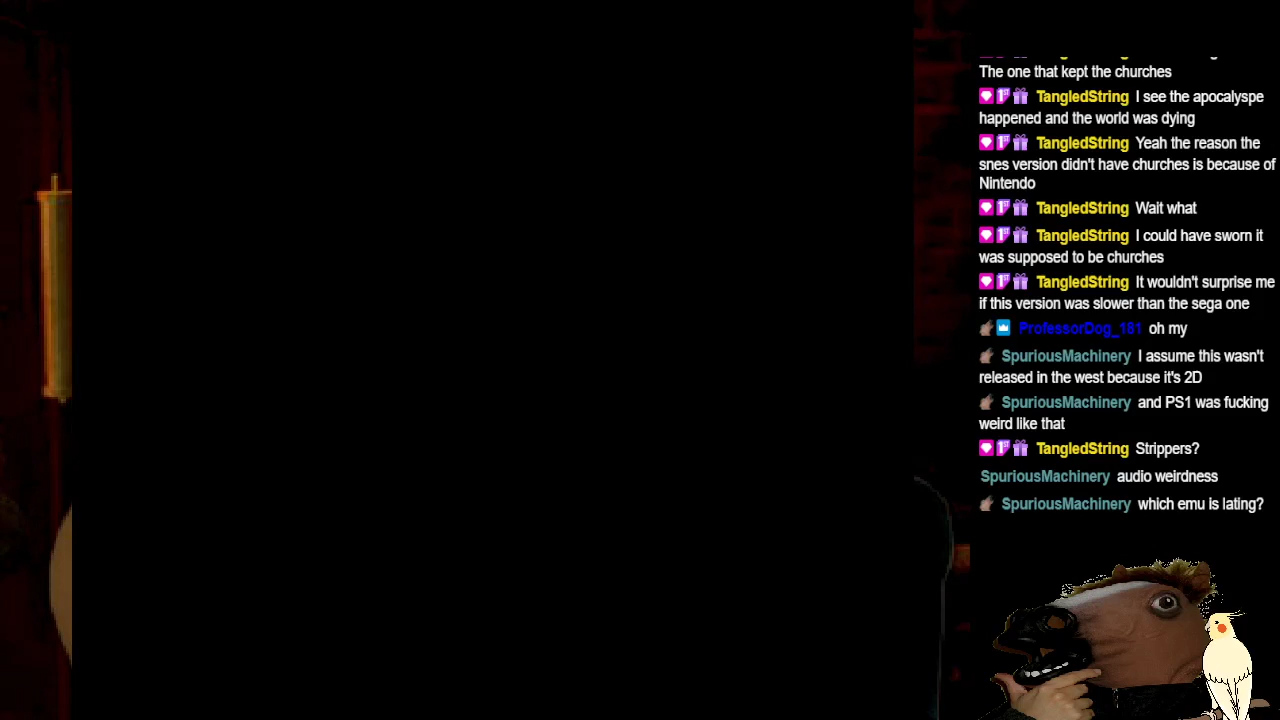 The one that kept the churches
TangledString I see the apocalyspe
happened and the world was dying
TangledString Yeah the reason the
snes version didn't have churches is because of
Nintendo
TangledString Wait what
TangledString I could have sworn it
was supposed to be churches
TangledString It wouldn't surprise me
if this version was slower than the sega one
ProfessorDog_181 oh my
SpuriousMachinery I assume this wasn't
released in the west because it's 2D
SpuriousMachinery and PS1 was fucking
weird like that
TangledString Strippers?
SpuriousMachinery audio weirdness
SpuriousMachinery which emu is lating?